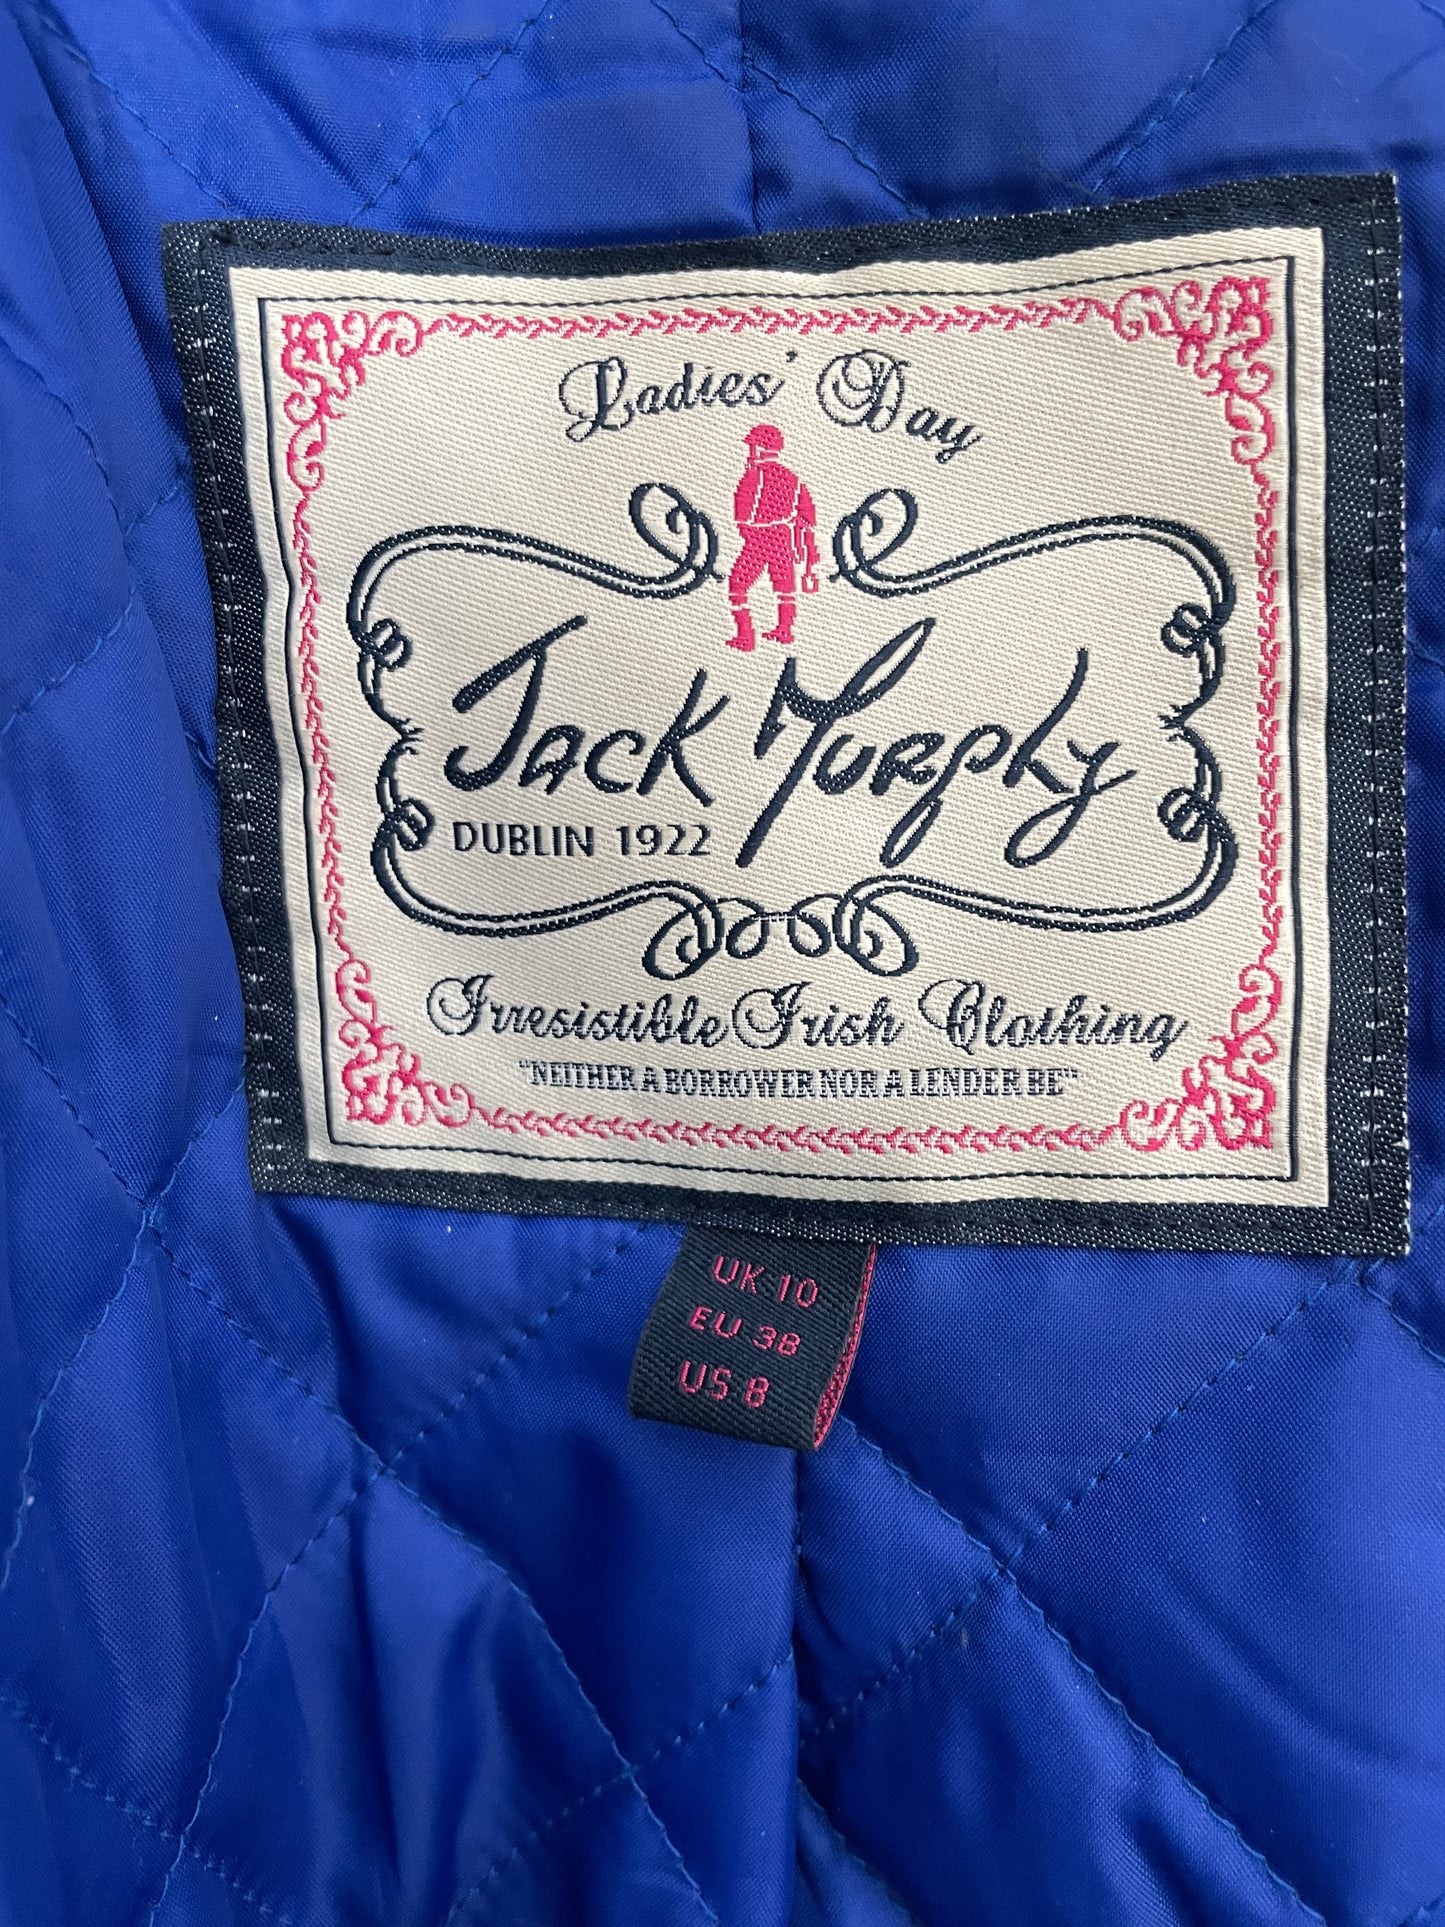 Ladies' Day
Jack Murphy
DUBLIN 1922
Irresistible Irish Clothing
"NEITHER A BORROWER NOR A LENDER BE"
UK 10
EU 38
US 8